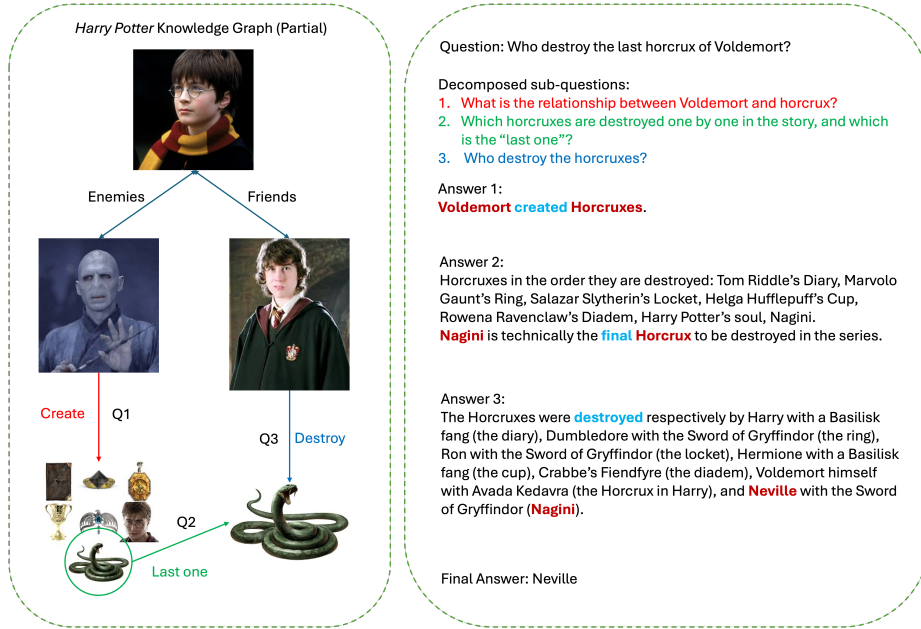 Harry Potter Knowledge Graph (Partial)
Enemies
Friends
Create
Q1
Q3
Destroy
Q2
Last one
Question: Who destroy the last horcrux of Voldemort?
Decomposed sub-questions:
1. What is the relationship between Voldemort and horcrux?
2. Which horcruxes are destroyed one by one in the story, and which
is the “last one”?
3. Who destroy the horcruxes?
Answer 1:
Voldemort created Horcruxes.
Answer 2:
Horcruxes in the order they are destroyed: Tom Riddle’s Diary, Marvolo
Gaunt’s Ring, Salazar Slytherin’s Locket, Helga Hufflepuff’s Cup,
Rowena Ravenclaw’s Diadem, Harry Potter’s soul, Nagini.
Nagini is technically the final Horcrux to be destroyed in the series.
Answer 3:
The Horcruxes were destroyed respectively by Harry with a Basilisk
fang (the diary), Dumbledore with the Sword of Gryffindor (the ring),
Ron with the Sword of Gryffindor (the locket), Hermione with a Basilisk
fang (the cup), Crabbe’s Fiendfyre (the diadem), Voldemort himself
with Avada Kedavra (the Horcrux in Harry), and Neville with the Sword
of Gryffindor (Nagini).
Final Answer: Neville